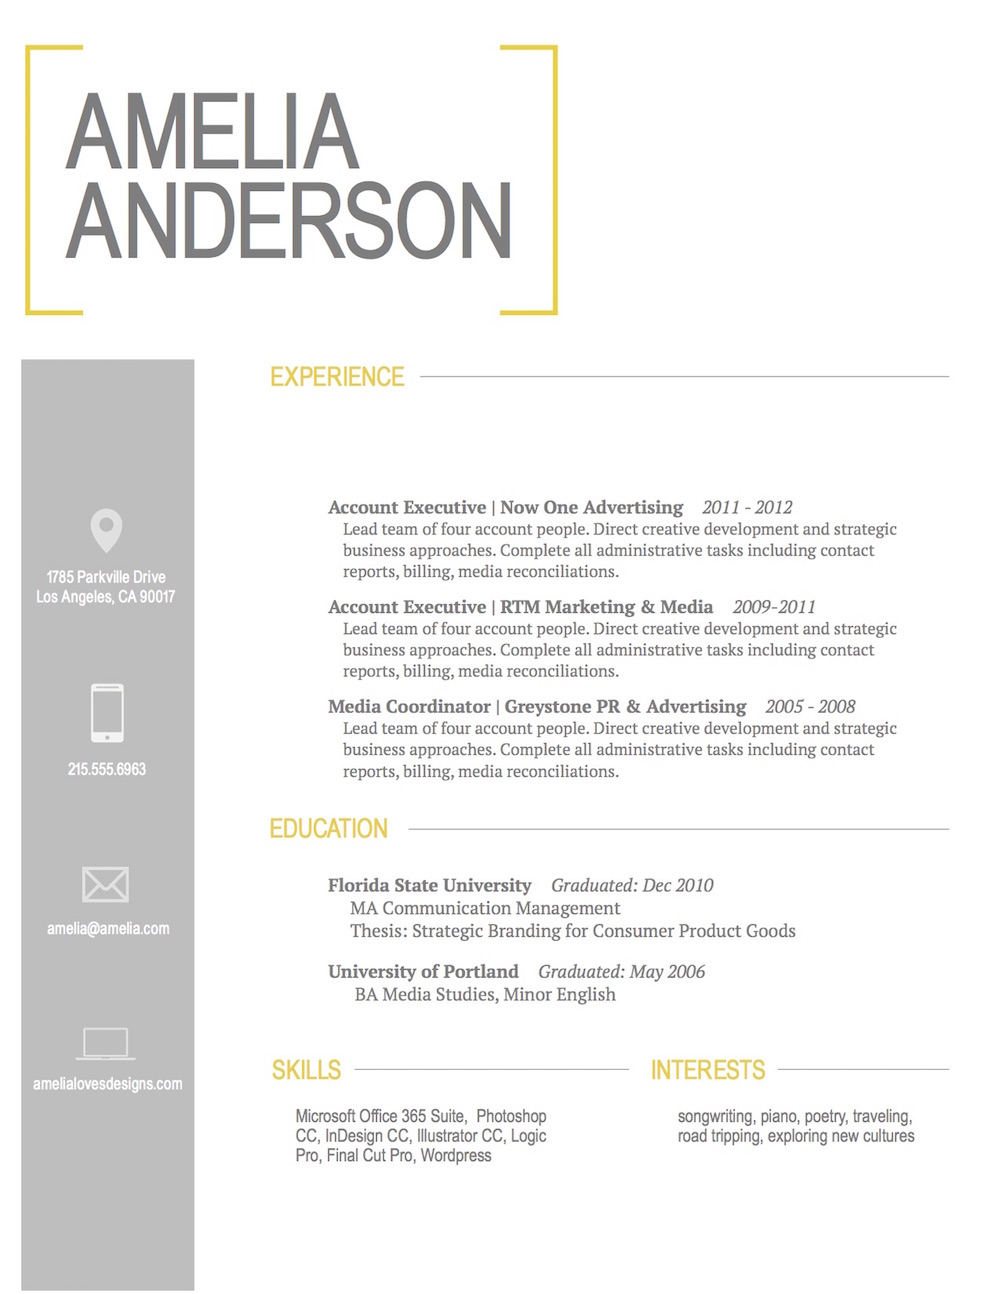 AMELIA
ANDERSON
1785 Parkville Drive
Los Angeles, CA 90017
215.555.6963
amelia@amelia.com
amelialovesdesigns.com
EXPERIENCE
Account Executive | Now One Advertising 2011 - 2012
Lead team of four account people. Direct creative development and strategic
business approaches. Complete all administrative tasks including contact
reports, billing, media reconciliations.
Account Executive | RTM Marketing & Media 2009-2011
Lead team of four account people. Direct creative development and strategic
business approaches. Complete all administrative tasks including contact
reports, billing, media reconciliations.
Media Coordinator | Greystone PR & Advertising 2005 - 2008
Lead team of four account people. Direct creative development and strategic
business approaches. Complete all administrative tasks including contact
reports, billing, media reconciliations.
EDUCATION
Florida State University Graduated: Dec 2010
MA Communication Management
Thesis: Strategic Branding for Consumer Product Goods
University of Portland Graduated: May 2006
BA Media Studies, Minor English
SKILLS
Microsoft Office 365 Suite, Photoshop
CC, InDesign CC, Illustrator CC, Logic
Pro, Final Cut Pro, Wordpress
INTERESTS
songwriting, piano, poetry, traveling,
road tripping, exploring new cultures